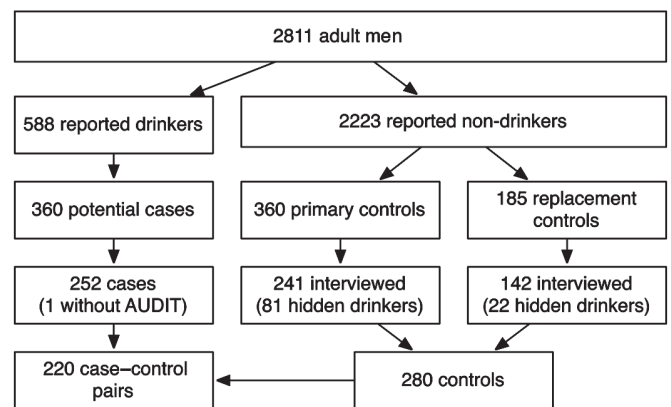 2811 adult men
588 reported drinkers
2223 reported non-drinkers
360 potential cases
360 primary controls
185 replacement
controls
252 cases
(1 without AUDIT)
241 interviewed
(81 hidden drinkers)
142 interviewed
(22 hidden drinkers)
220 case–control
pairs
280 controls